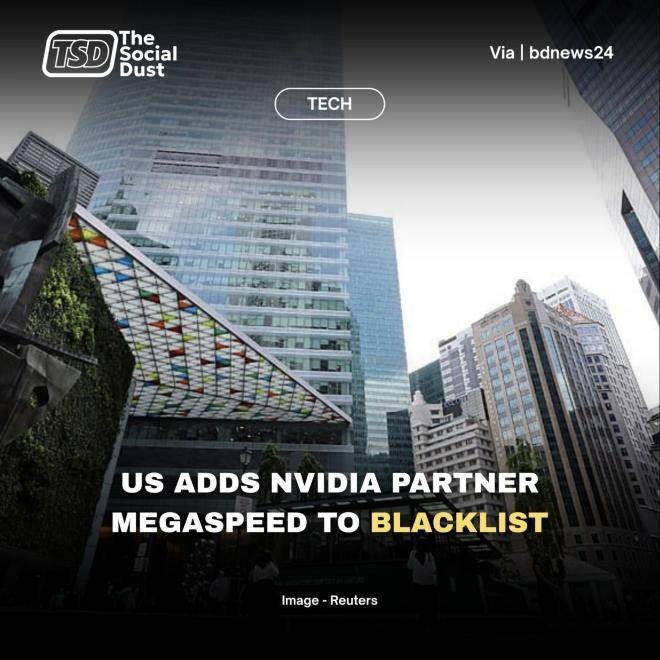 TSD The
Social
Dust
Via | bdnews24
TECH
US ADDS NVIDIA PARTNER
MEGASPEED TO BLACKLIST
Image - Reuters